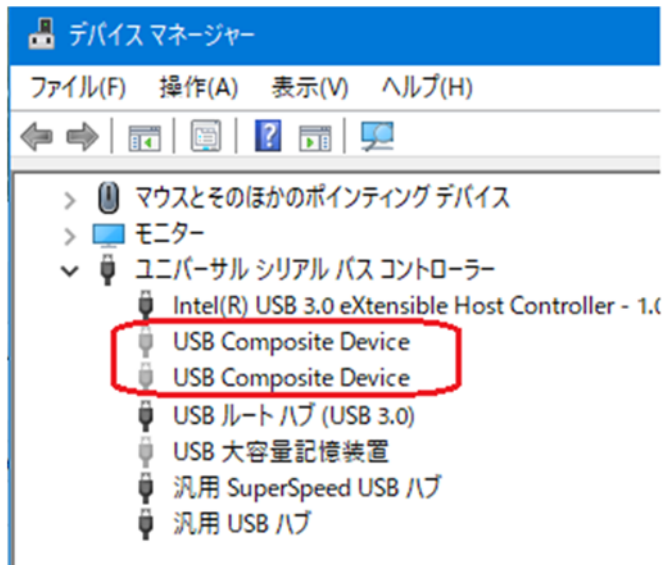 デバイス マネージャー
ファイル(F) 操作(A) 表示(V) ヘルプ(H)
マウスとそのほかのポインティング デバイス
モニター
ユニバーサル シリアル バス コントローラー
Intel(R) USB 3.0 eXtensible Host Controller - 1.0
USB Composite Device
USB Composite Device
USB ルート ハブ (USB 3.0)
USB 大容量記憶装置
汎用 SuperSpeed USB ハブ
汎用 USB ハブ